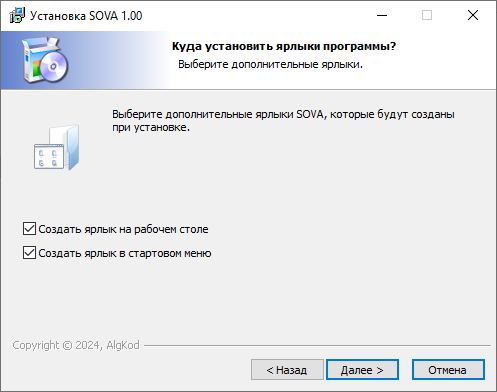 Установка SOVA 1.00
Куда установить ярлыки программы?
Выберите дополнительные ярлыки.
Выберите дополнительные ярлыки SOVA, которые будут созданы
при установке.
Создать ярлык на рабочем столе
Создать ярлык в стартовом меню
Copyright © 2024, AlgKod
< Назад
Далее >
Отмена